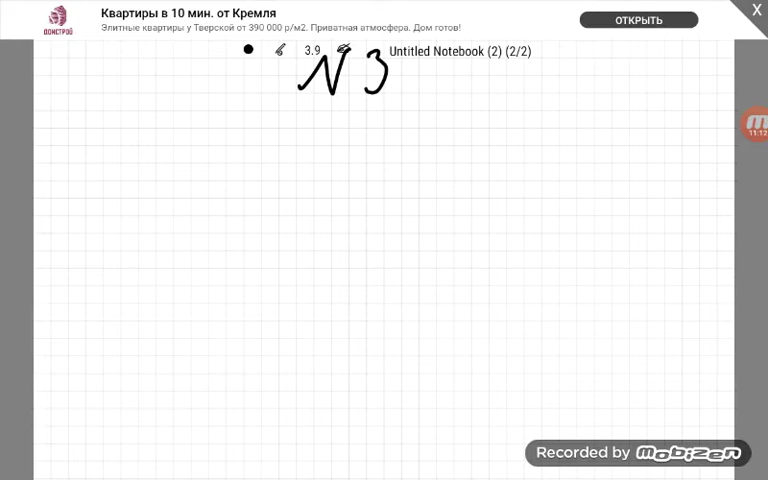 Квартиры в 10 мин. от Кремля
Элитные квартиры у Тверской от 390 000 р/м2. Приватная атмосфера. Дом готов!
ДОНСТРОЙ
ОТКРЫТЬ
X
3.9
Untitled Notebook (2) (2/2)
N 3
11:12
Recorded by mobizen